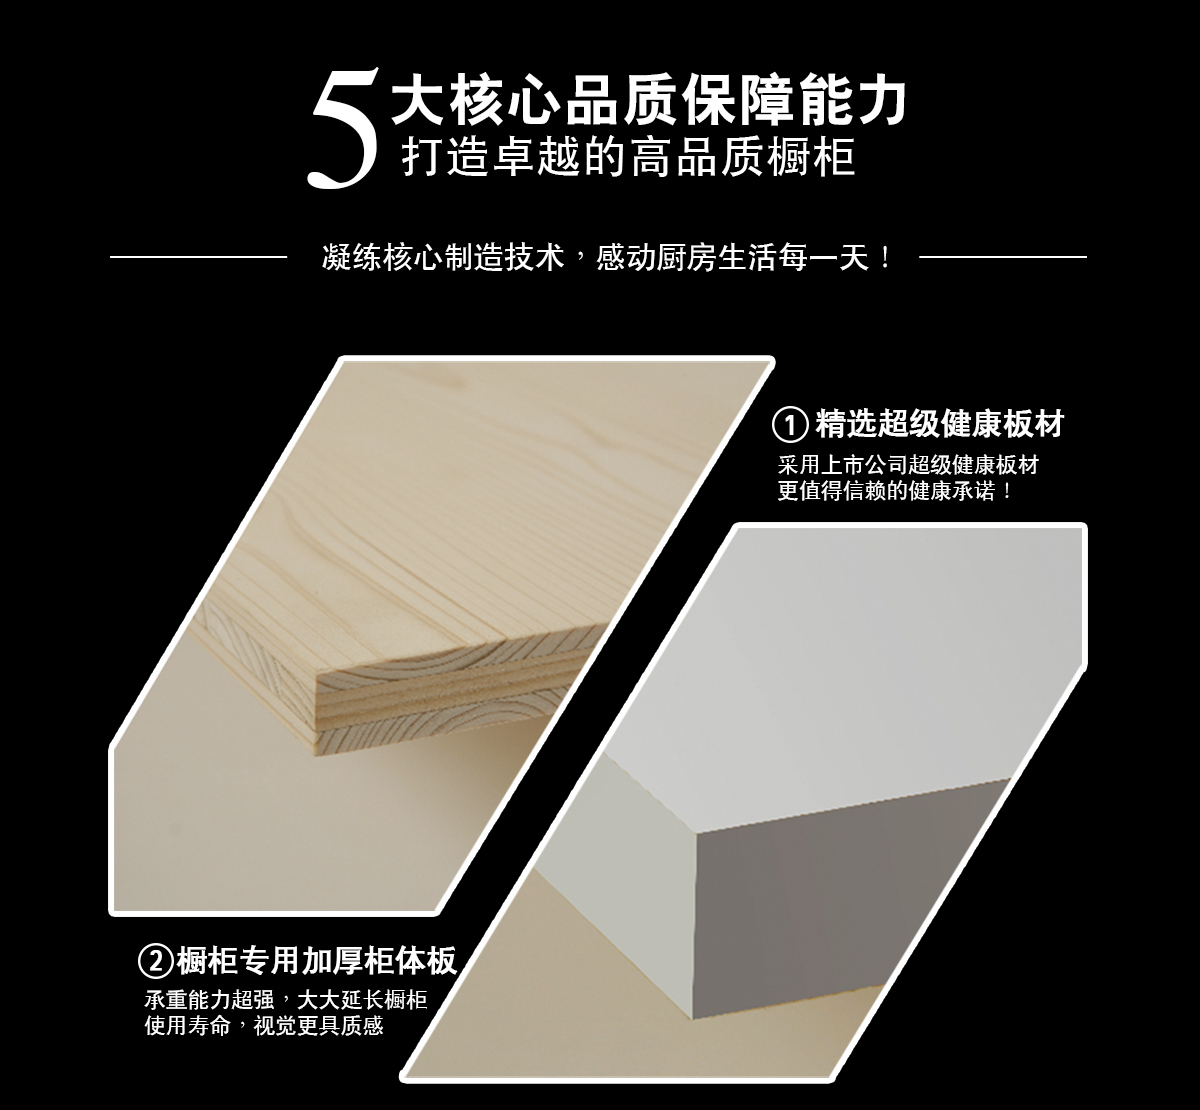 5大核心品质保障能力
打造卓越的高品质橱柜
凝练核心制造技术，感动厨房生活每一天！
①精选超级健康板材
采用上市公司超级健康板材
更值得信赖的健康承诺！
②橱柜专用加厚柜体板
承重能力超强，大大延长橱柜
使用寿命，视觉更具质感